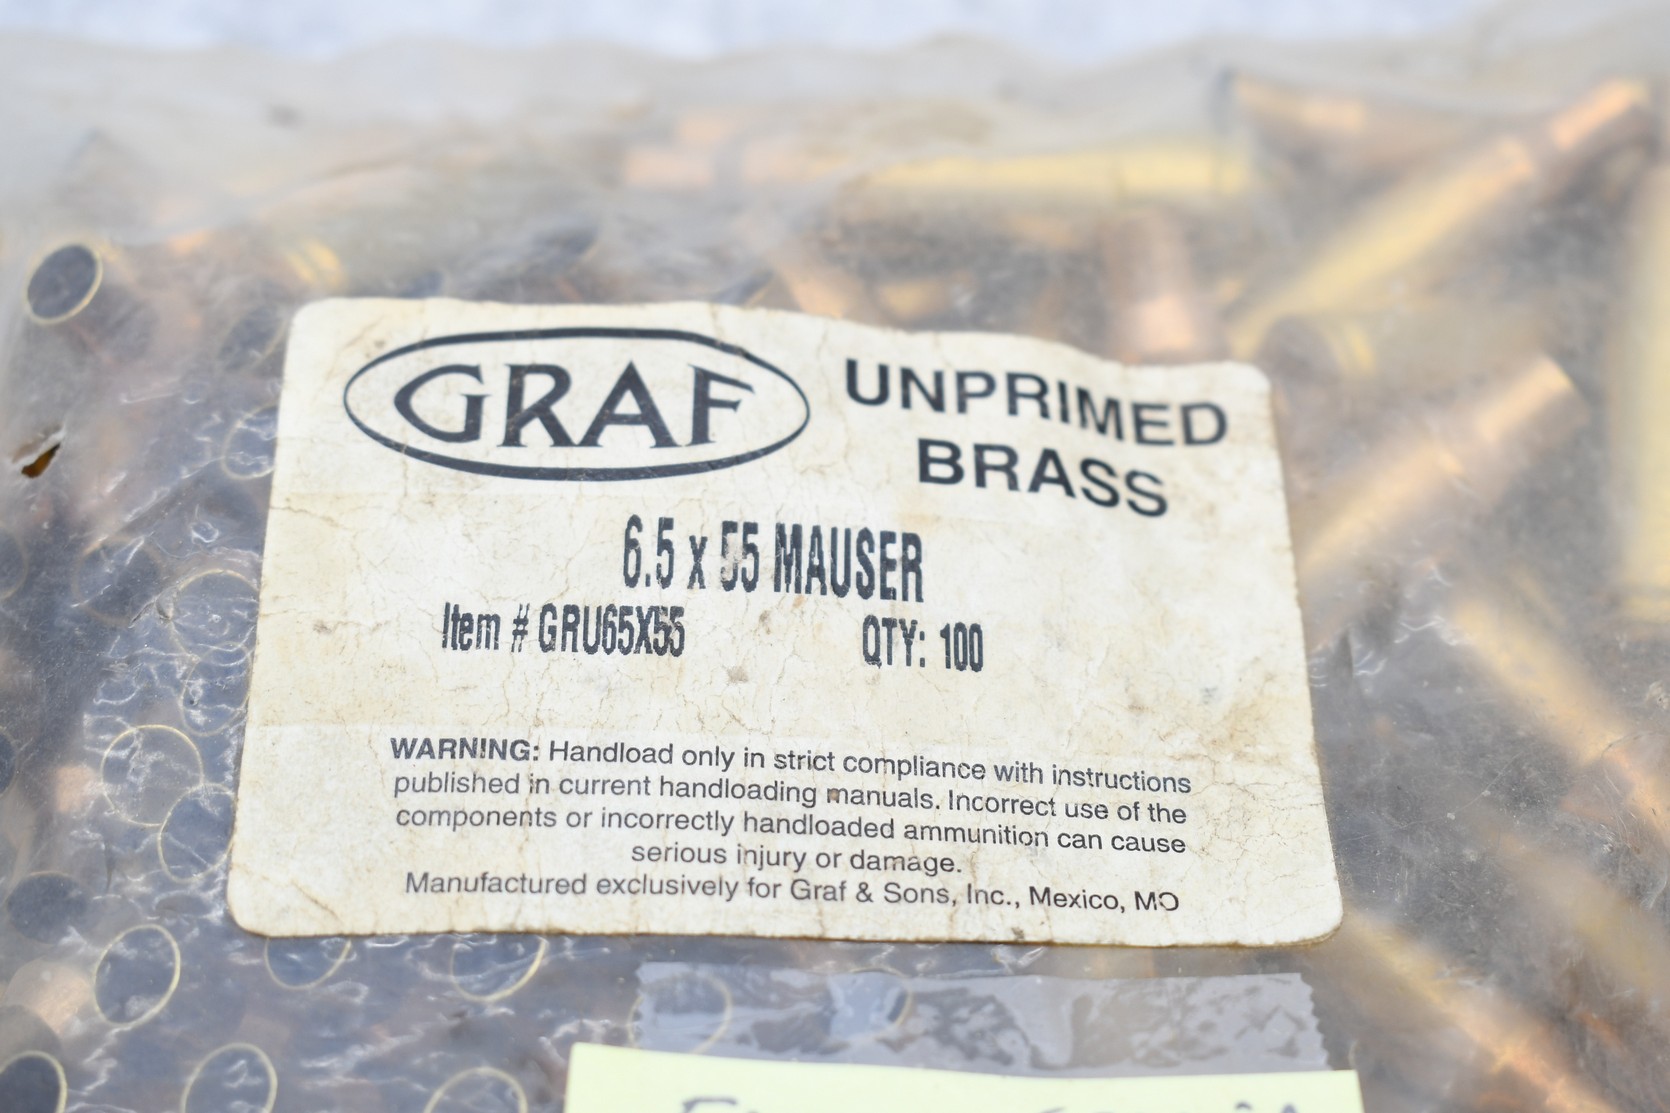 GRAF
UNPRIMED
BRASS
6.5 x 55 MAUSER
Item # GRU65X55
QTY: 100
WARNING: Handload only in strict compliance with instructions
published in current handloading manuals. Incorrect use of the
components or incorrectly handloaded ammunition can cause
serious injury or damage.
Manufactured exclusively for Graf & Sons, Inc., Mexico, MO